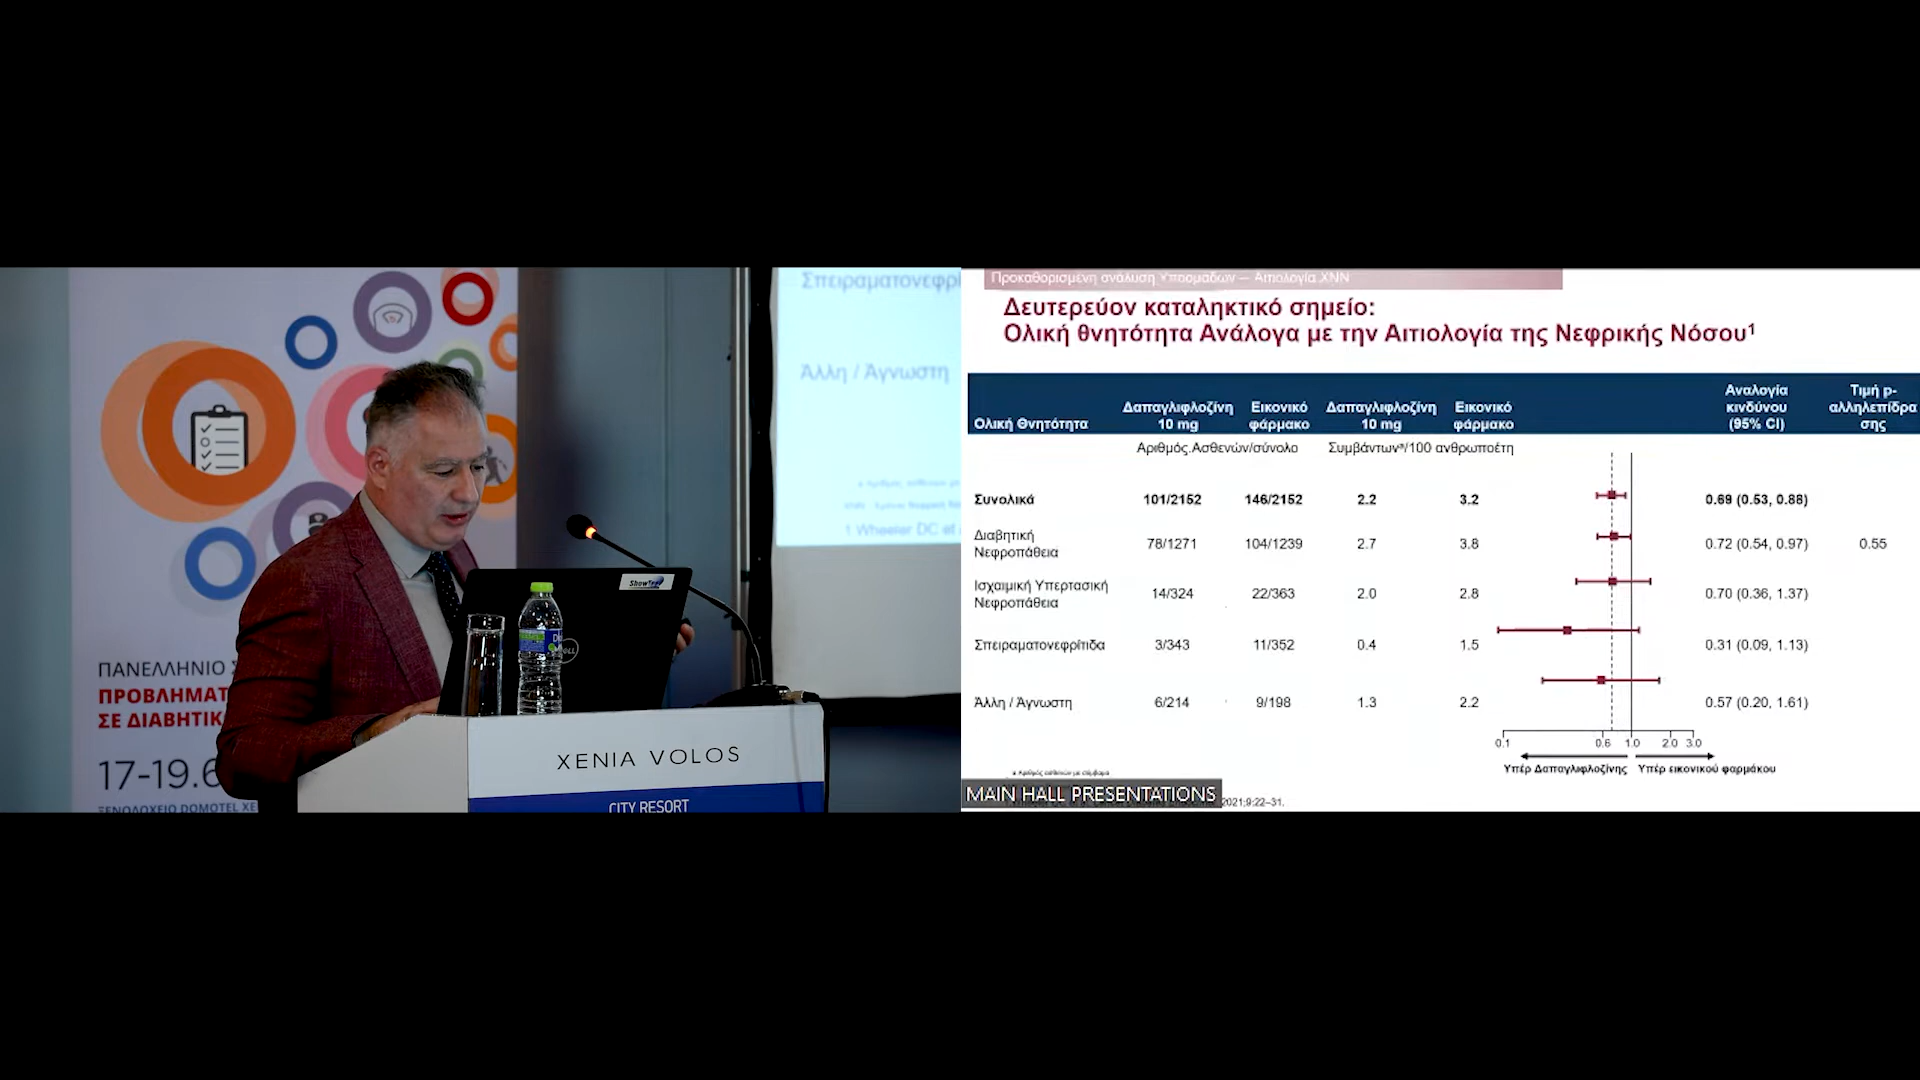 ΠΑΝΕΛΛΗΝΙΟ Σ
ΠΡΟΒΛΗΜΑΤ
ΣΕ ΔΙΑΒΗΤΙΚ
17-19.6
ΞΕΝΟΔΟΧΕΙΟ DOMOTEL ΧΕ
Σπειραματονεφρί
Άλλη / Άγνωστη
1 Wheeler DC et
DELL
XENIA VOLOS
CITY RESORT
Προκαθορισμένη ανάλυση Υποομάδων — Αιτιολογία ΧΝΝ
Δευτερεύον καταληκτικό σημείο:
Ολική θνητότητα Ανάλογα με την Αιτιολογία της Νεφρικής Νόσου¹
Ολική Θνητότητα Δαπαγλιφλοζίνη 10 mg Εικονικό φάρμακο Δαπαγλιφλοζίνη 10 mg Εικονικό φάρμακο Αναλογία κινδύνου (95% CI) Τιμή p-αλληλεπίδρασης
Αριθμός.Ασθενών/σύνολο Συμβάντωνᵃ/100 ανθρωποέτη
Συνολικά 101/2152 146/2152 2.2 3.2 0.69 (0.53, 0.88)
Διαβητική Νεφροπάθεια 78/1271 104/1239 2.7 3.8 0.72 (0.54, 0.97) 0.55
Ισχαιμική Υπερτασική Νεφροπάθεια 14/324 22/363 2.0 2.8 0.70 (0.36, 1.37)
Σπειραματονεφρίτιδα 3/343 11/352 0.4 1.5 0.31 (0.09, 1.13)
Άλλη / Άγνωστη 6/214 9/198 1.3 2.2 0.57 (0.20, 1.61)
0.1 0.6 1.0 2.0 3.0
Υπέρ Δαπαγλιφλοζίνης Υπέρ εικονικού φαρμάκου
a Αριθμός ασθενών με σύμβαμα
MAIN HALL PRESENTATIONS
2021;9:22–31.